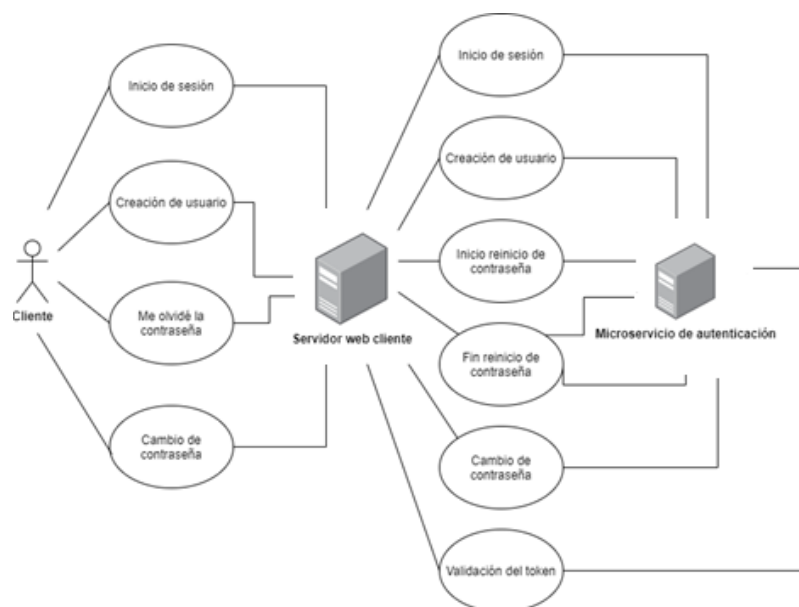 Inicio de sesión
Creación de usuario
Me olvidé la
contraseña
Cambio de
contraseña
Cliente
Servidor web cliente
Inicio de sesión
Creación de usuario
Inicio reinicio de
contraseña
Fin reinicio de
contraseña
Cambio de
contraseña
Validación del token
Microservicio de autenticación